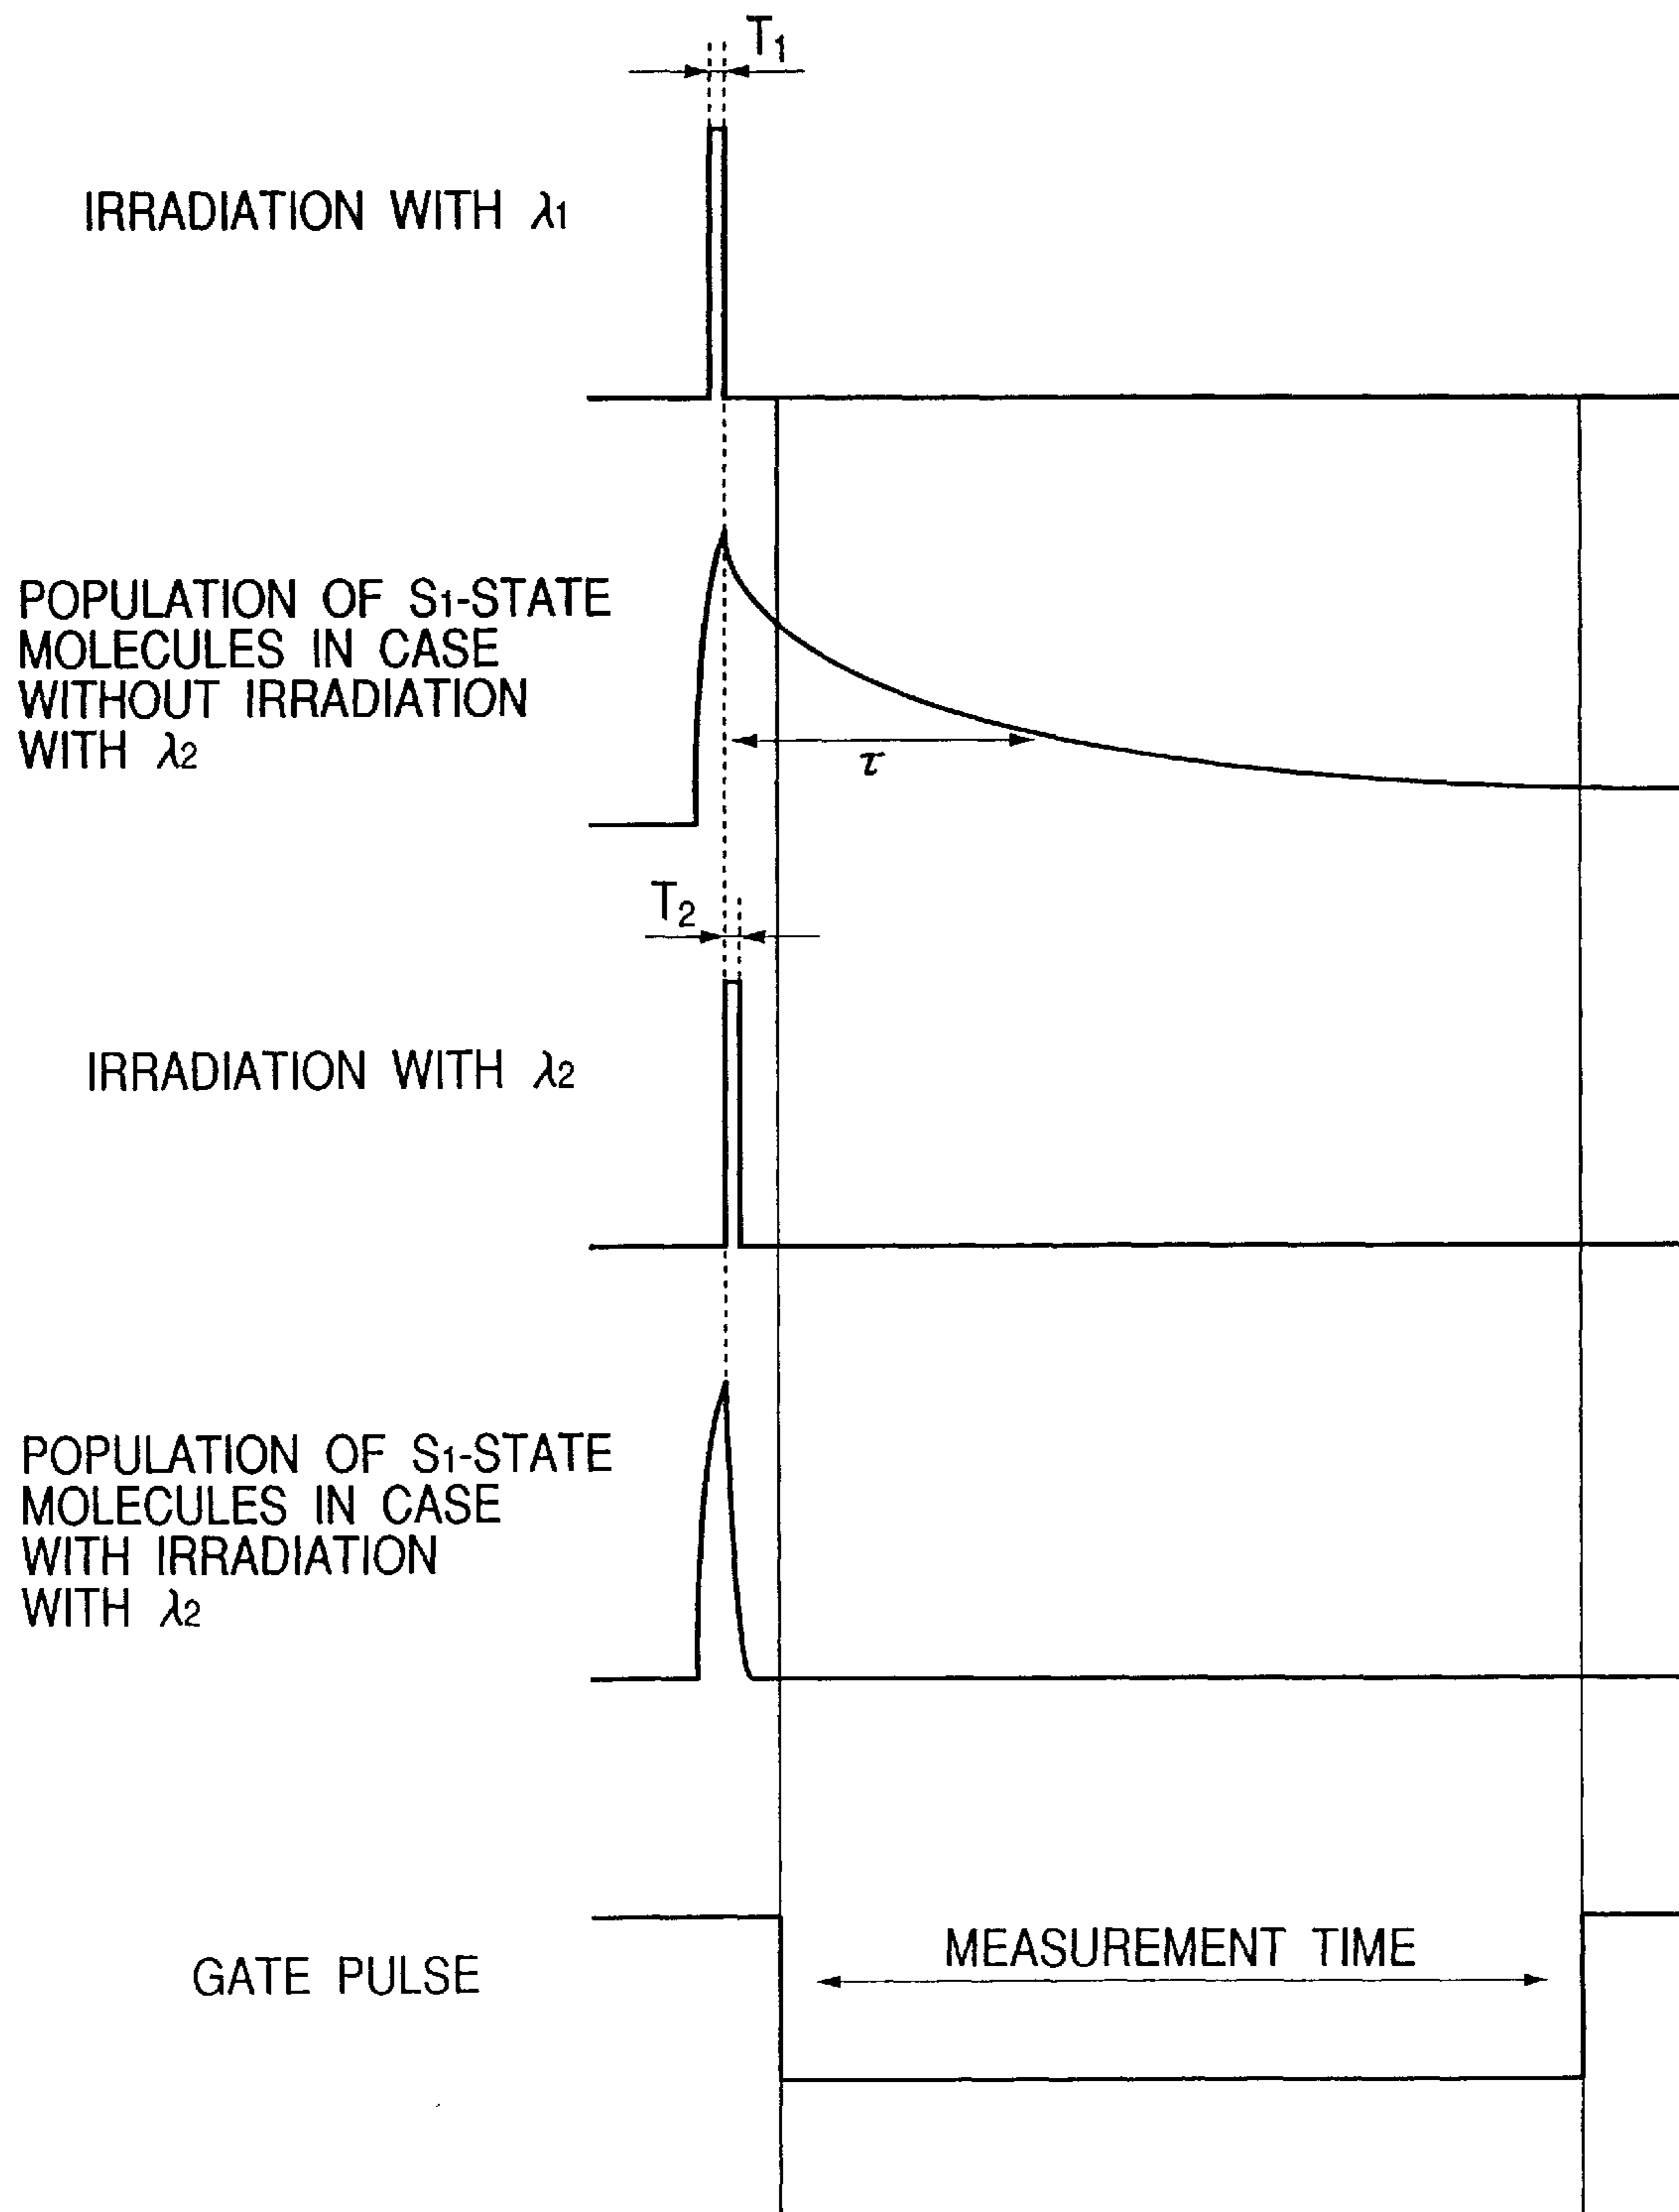 T₁
IRRADIATION WITH λ₁
POPULATION OF S₁-STATE
MOLECULES IN CASE
WITHOUT IRRADIATION
WITH λ₂
τ
T₂
IRRADIATION WITH λ₂
POPULATION OF S₁-STATE
MOLECULES IN CASE
WITH IRRADIATION
WITH λ₂
MEASUREMENT TIME
GATE PULSE